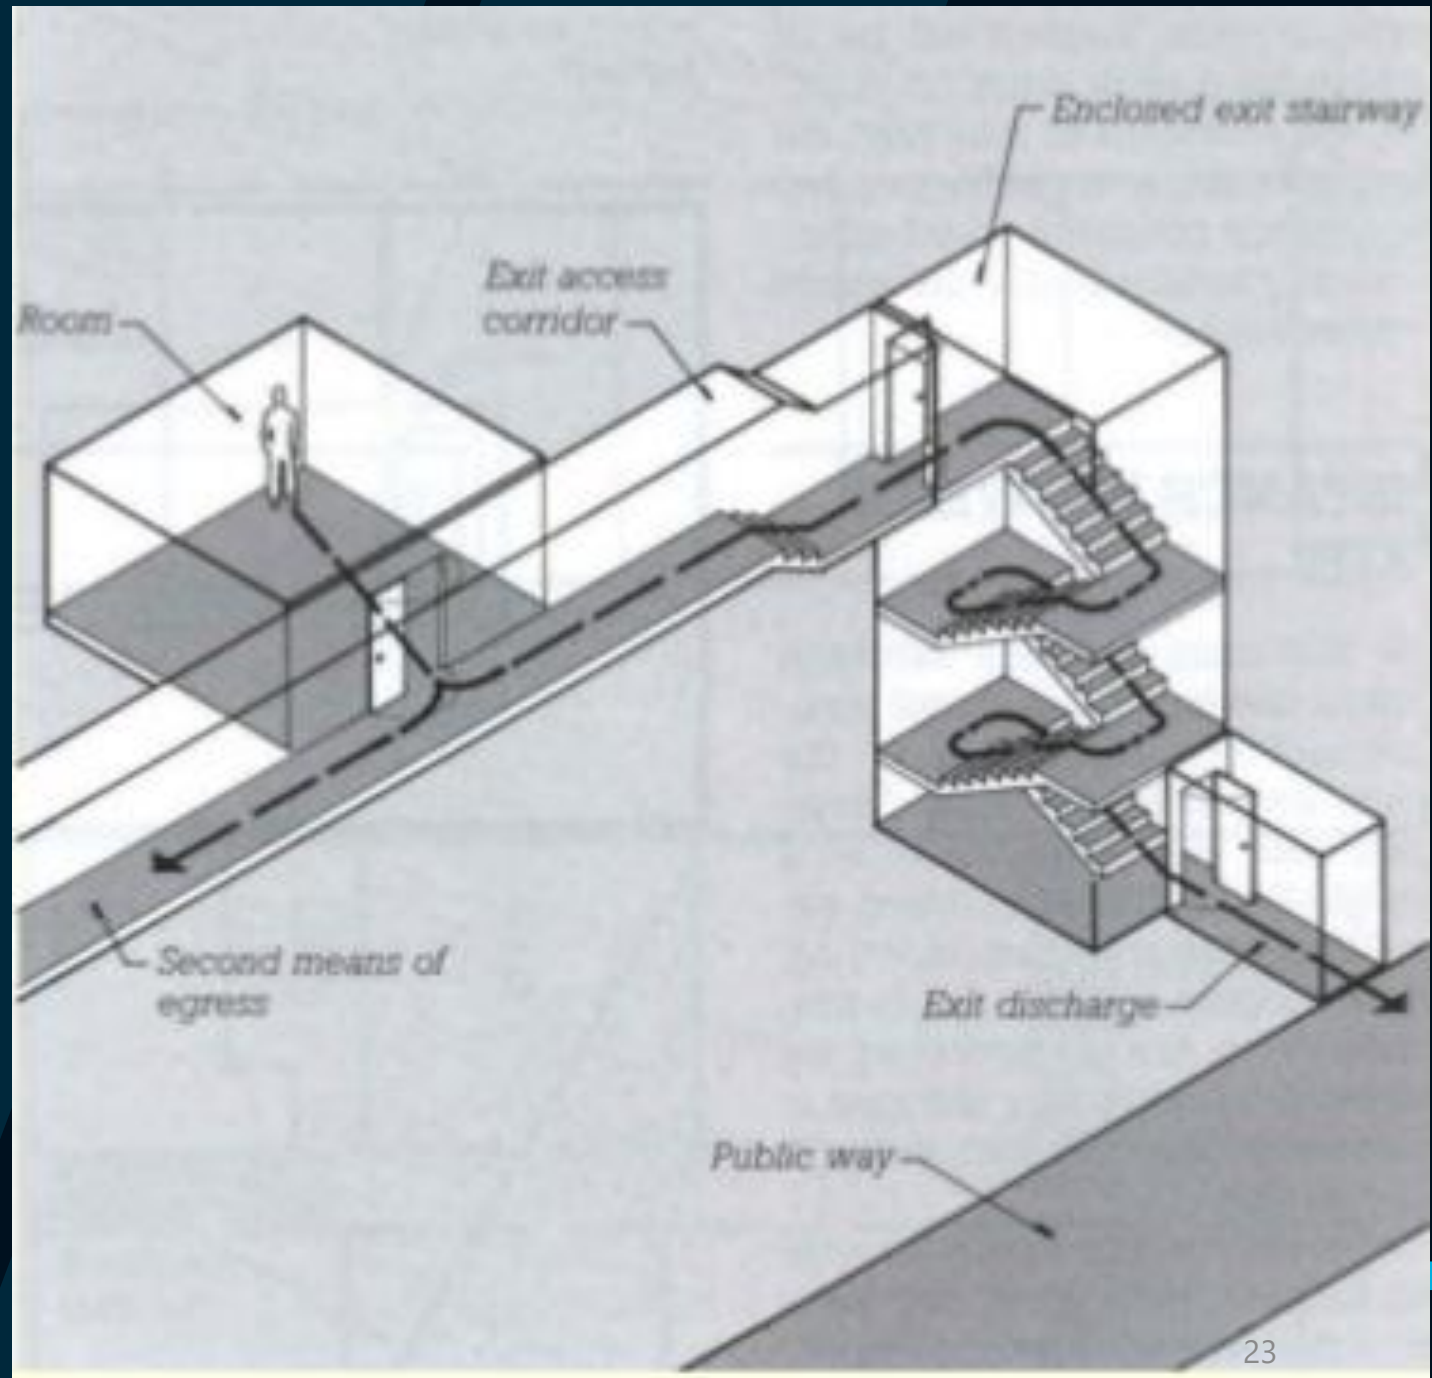 Enclosed exit stairway
Exit access
corridor
Room
Second means of
egress
Exit discharge
Public way
23